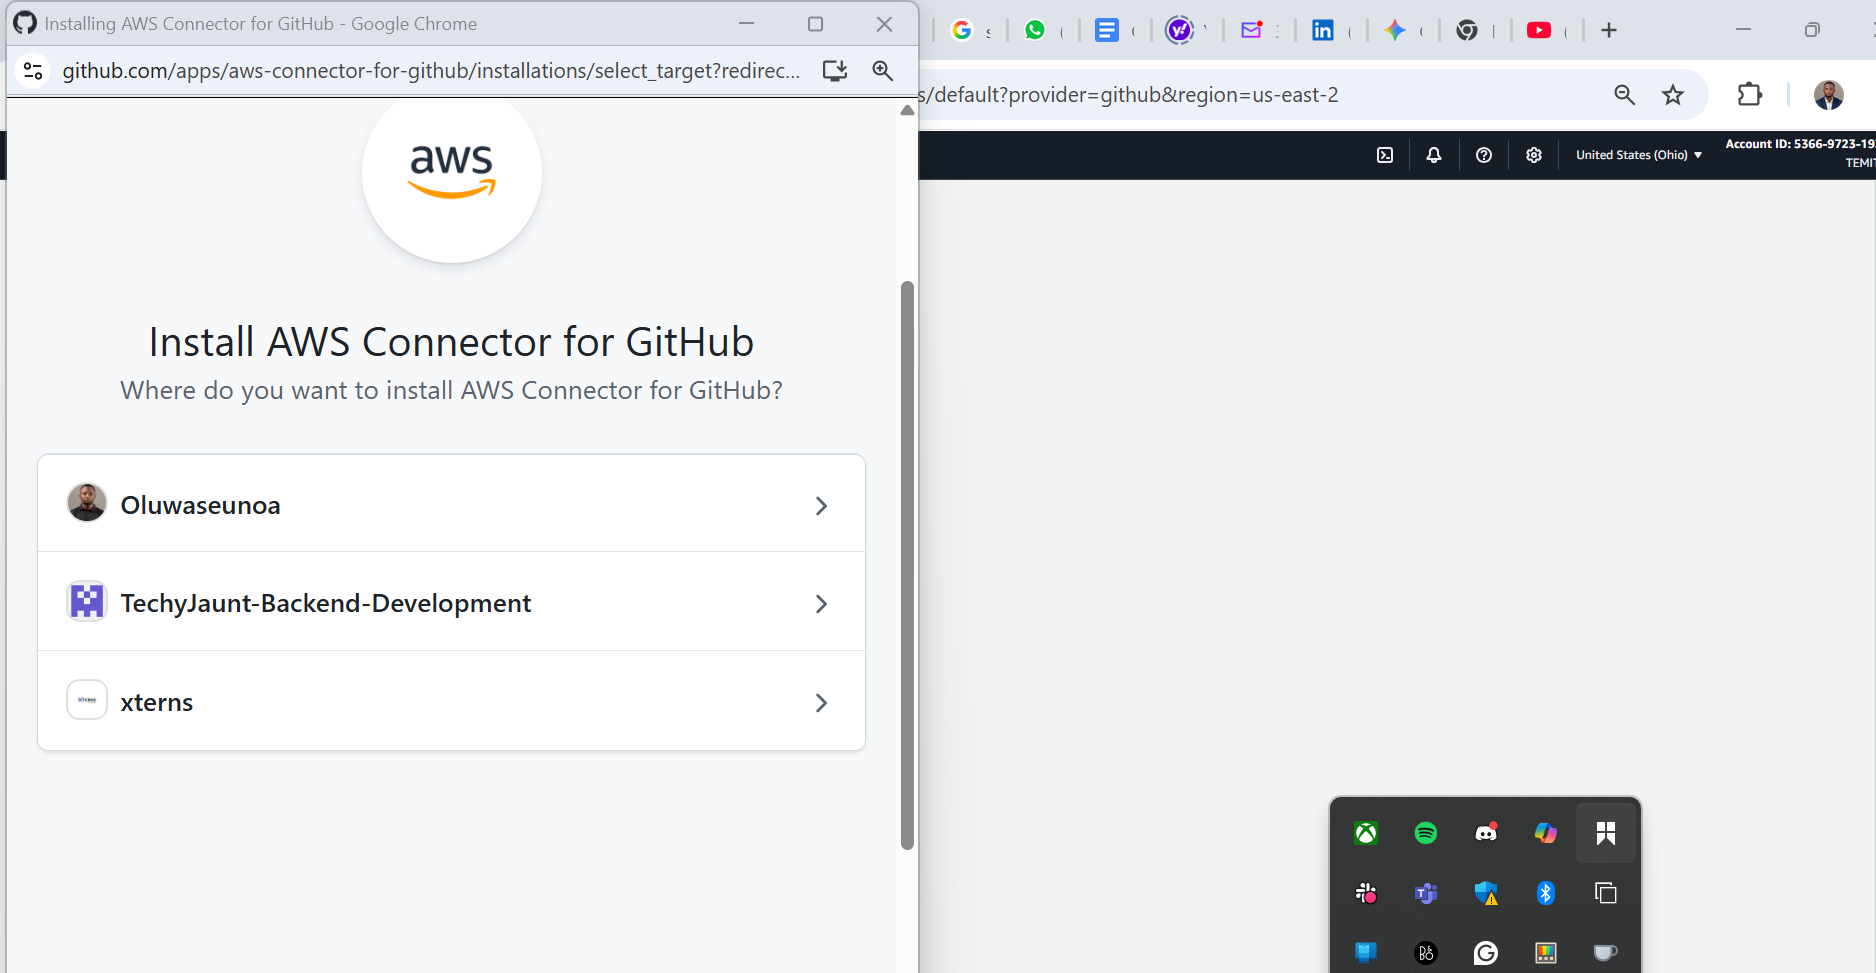 Installing AWS Connector for GitHub - Google Chrome
github.com/apps/aws-connector-for-github/installations/select_target?redirec...
s/default?provider=github&region=us-east-2
United States (Ohio)
Account ID: 5366-9723-19
TEMI
aws
Install AWS Connector for GitHub
Where do you want to install AWS Connector for GitHub?
Oluwaseunoa
TechyJaunt-Backend-Development
xterns